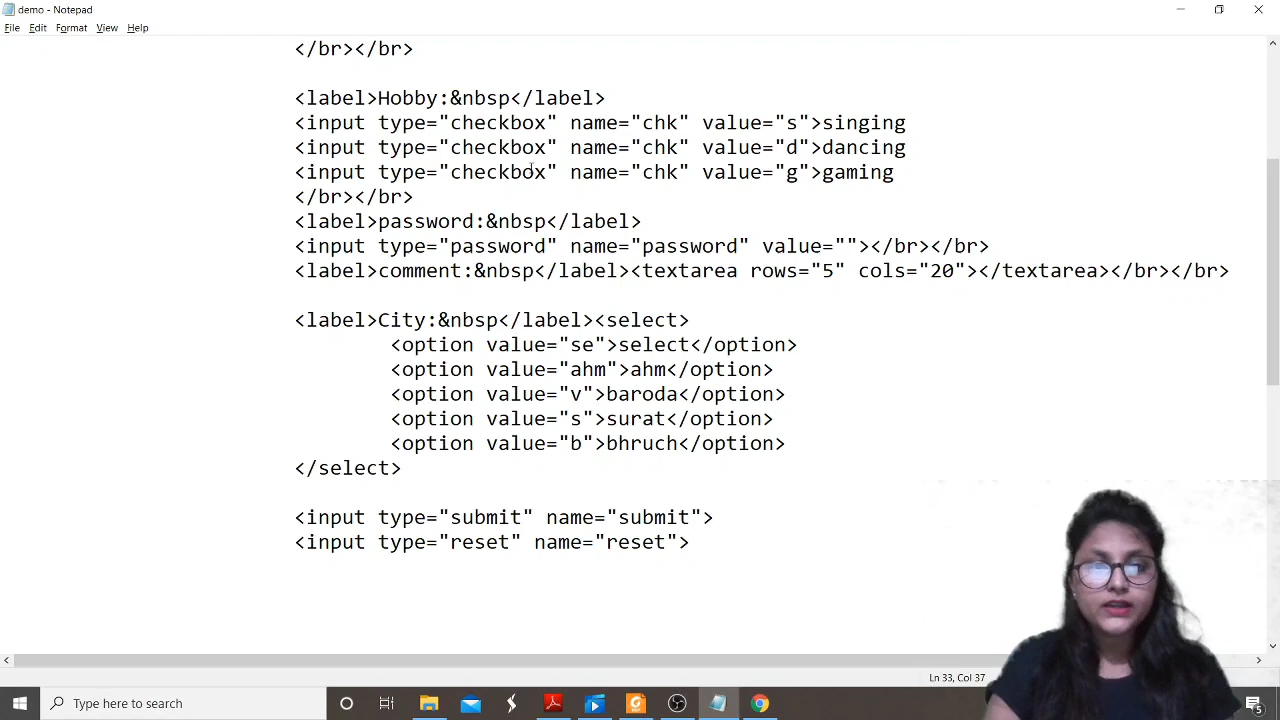 demo - Notepad
File Edit Format View Help
</br></br>
<label>Hobby:&nbsp</label>
<input type="checkbox" name="chk" value="s">singing
<input type="checkbox" name="chk" value="d">dancing
<input type="checkbox" name="chk" value="g">gaming
</br></br>
<label>password:&nbsp</label>
<input type="password" name="password" value=""></br></br>
<label>comment:&nbsp</label><textarea rows="5" cols="20"></textarea></br></br>
<label>City:&nbsp</label><select>
<option value="se">select</option>
<option value="ahm">ahm</option>
<option value="v">baroda</option>
<option value="s">surat</option>
<option value="b">bhruch</option>
</select>
<input type="submit" name="submit">
<input type="reset" name="reset">
Ln 33, Col 37
Type here to search
5